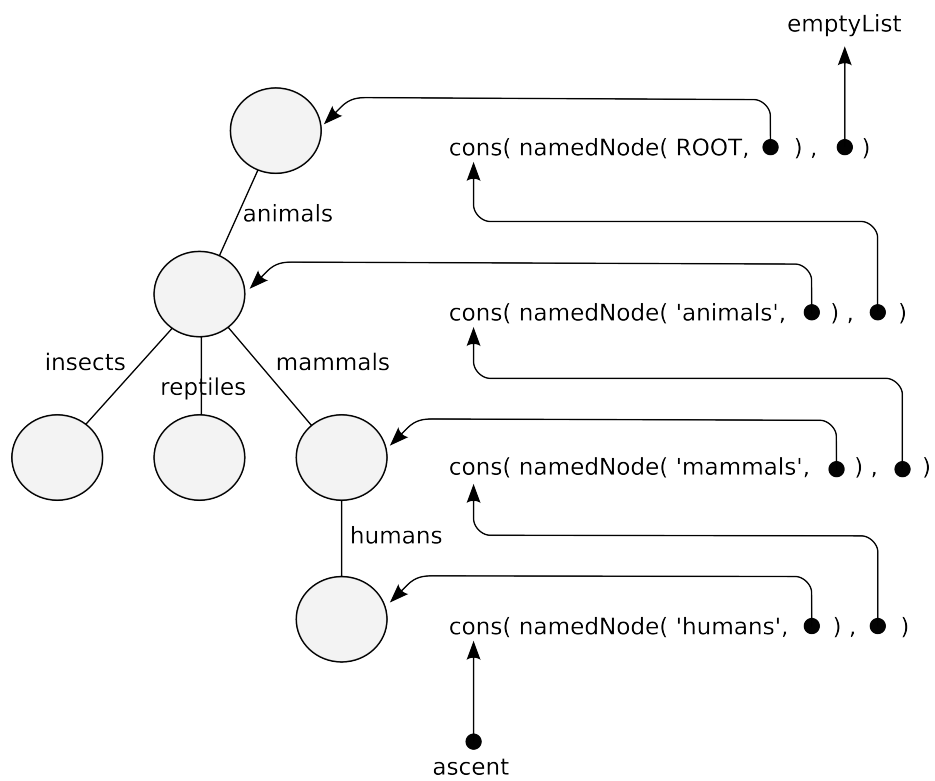 emptyList
cons( namedNode( ROOT, ) , )
animals
cons( namedNode( 'animals', ) , )
insects
reptiles
mammals
cons( namedNode( 'mammals', ) , )
humans
cons( namedNode( 'humans', ) , )
ascent